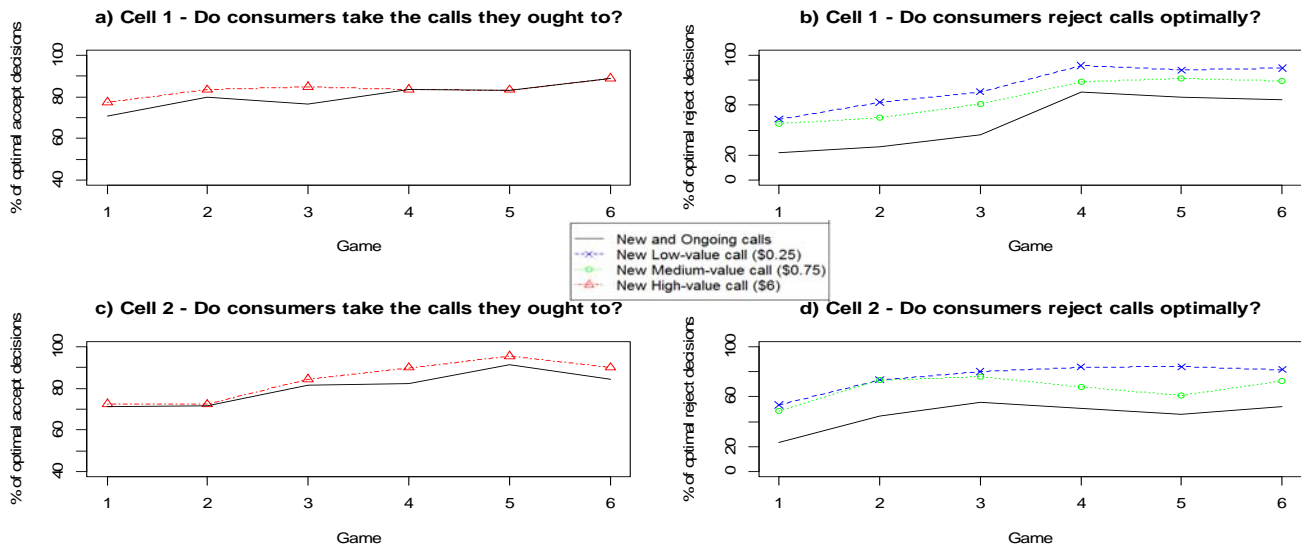 a) Cell 1 - Do consumers take the calls they ought to?
% of optimal accept decisions
100
80
60
40
1 2 3 4 5 6
Game
b) Cell 1 - Do consumers reject calls optimally?
% of optimal reject decisions
100
60
20
0
1 2 3 4 5 6
Game
New and Ongoing calls
New Low-value call ($0.25)
New Medium-value call ($0.75)
New High-value call ($6)
c) Cell 2 - Do consumers take the calls they ought to?
% of optimal accept decisions
100
80
60
40
1 2 3 4 5 6
Game
d) Cell 2 - Do consumers reject calls optimally?
% of optimal reject decisions
100
60
20
0
1 2 3 4 5 6
Game